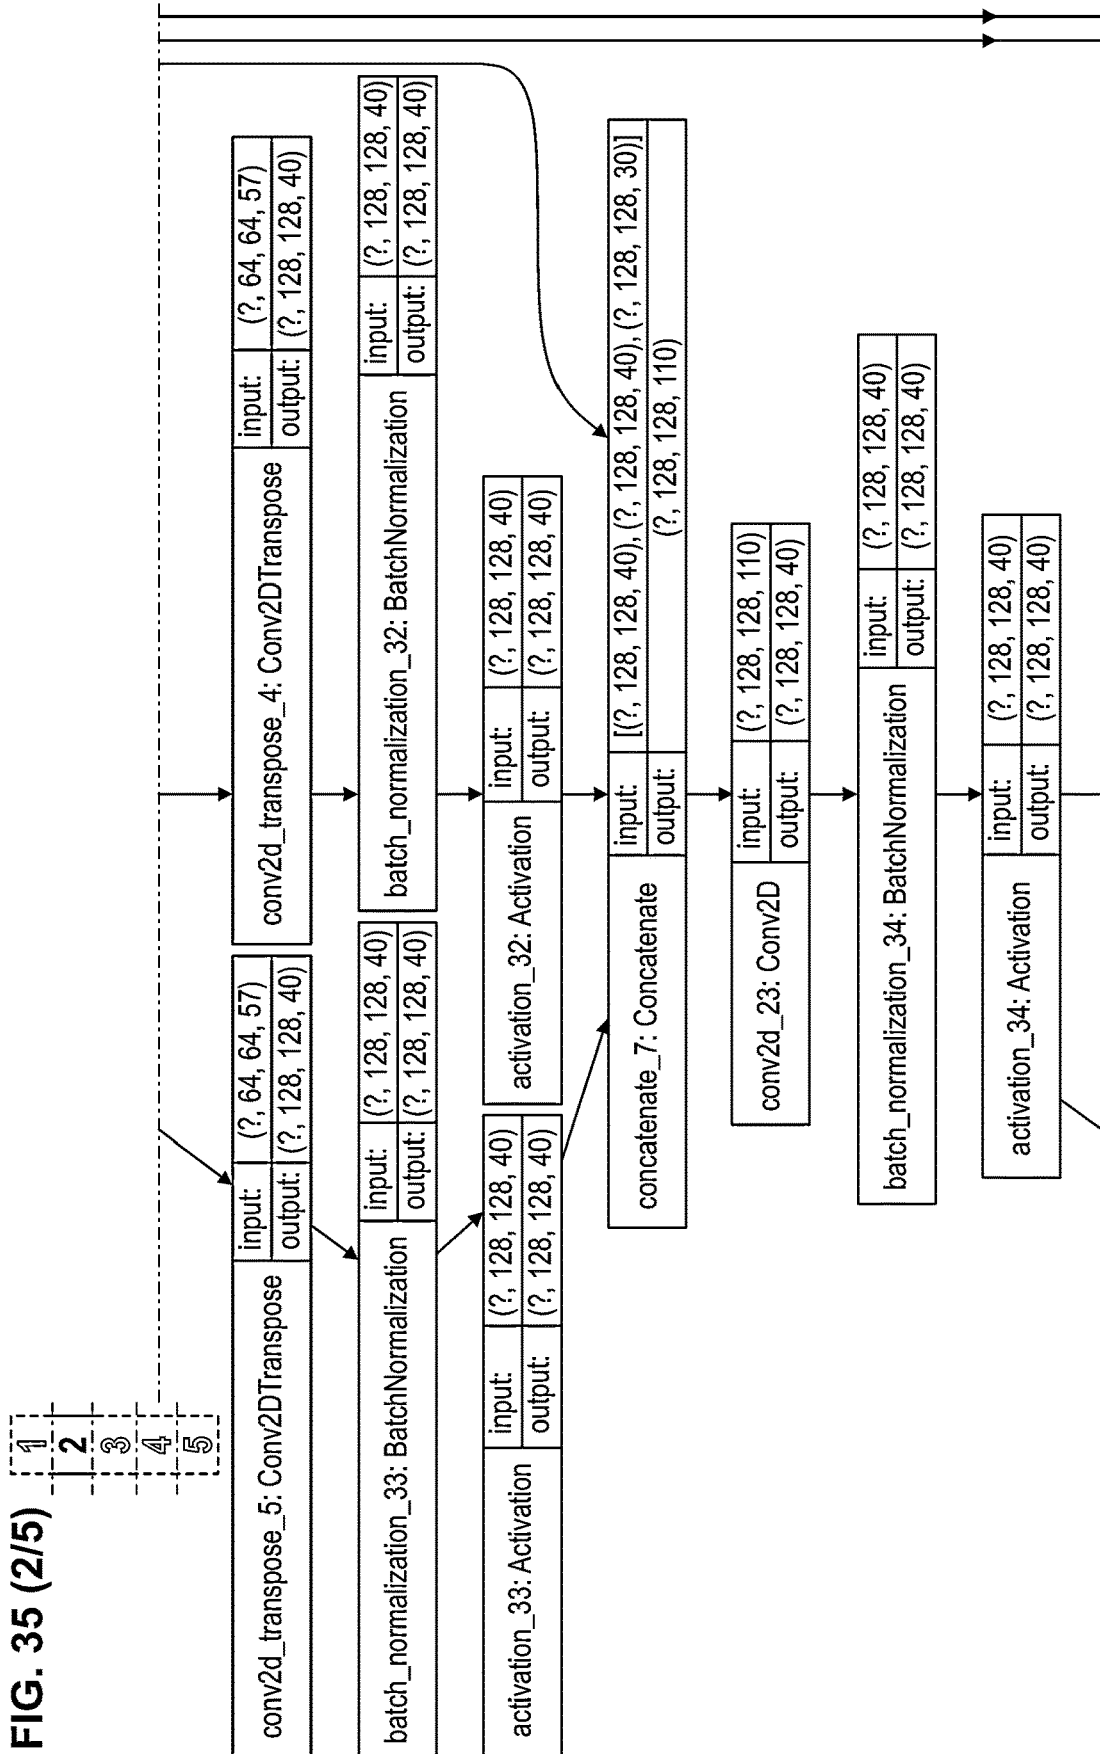 FIG. 35 (2/5)
1
2
3
4
5
conv2d_transpose_5: Conv2DTranspose
input: (?, 64, 64, 57)
output: (?, 128, 128, 40)
conv2d_transpose_4: Conv2DTranspose
input: (?, 64, 64, 57)
output: (?, 128, 128, 40)
batch_normalization_33: BatchNormalization
input: (?, 128, 128, 40)
output: (?, 128, 128, 40)
batch_normalization_32: BatchNormalization
input: (?, 128, 128, 40)
output: (?, 128, 128, 40)
activation_33: Activation
input: (?, 128, 128, 40)
output: (?, 128, 128, 40)
activation_32: Activation
input: (?, 128, 128, 40)
output: (?, 128, 128, 40)
concatenate_7: Concatenate
input: [(?, 128, 128, 40), (?, 128, 128, 40), (?, 128, 128, 30)]
output: (?, 128, 128, 110)
conv2d_23: Conv2D
input: (?, 128, 128, 110)
output: (?, 128, 128, 40)
batch_normalization_34: BatchNormalization
input: (?, 128, 128, 40)
output: (?, 128, 128, 40)
activation_34: Activation
input: (?, 128, 128, 40)
output: (?, 128, 128, 40)